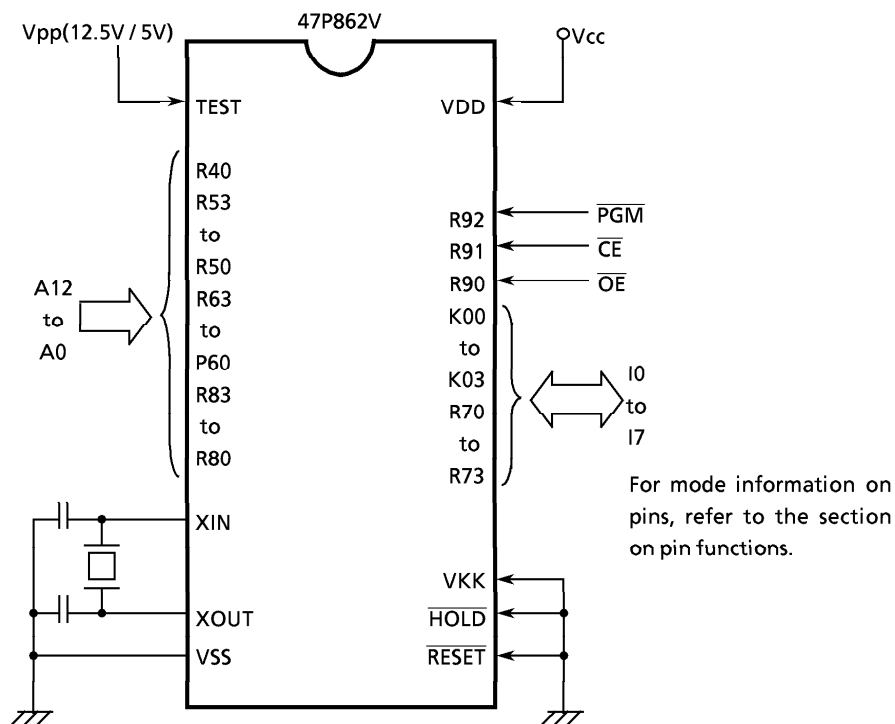 47P862V
Vpp(12.5V / 5V)
Vcc
TEST
VDD
R40
R53
to
R50
R63
to
P60
R83
to
R80
A12
to
A0
R92
R91
R90
PGM
CE
OE
K00
to
K03
R70
to
R73
I0
to
I7
For mode information on
pins, refer to the section
on pin functions.
XIN
XOUT
VSS
VKK
HOLD
RESET